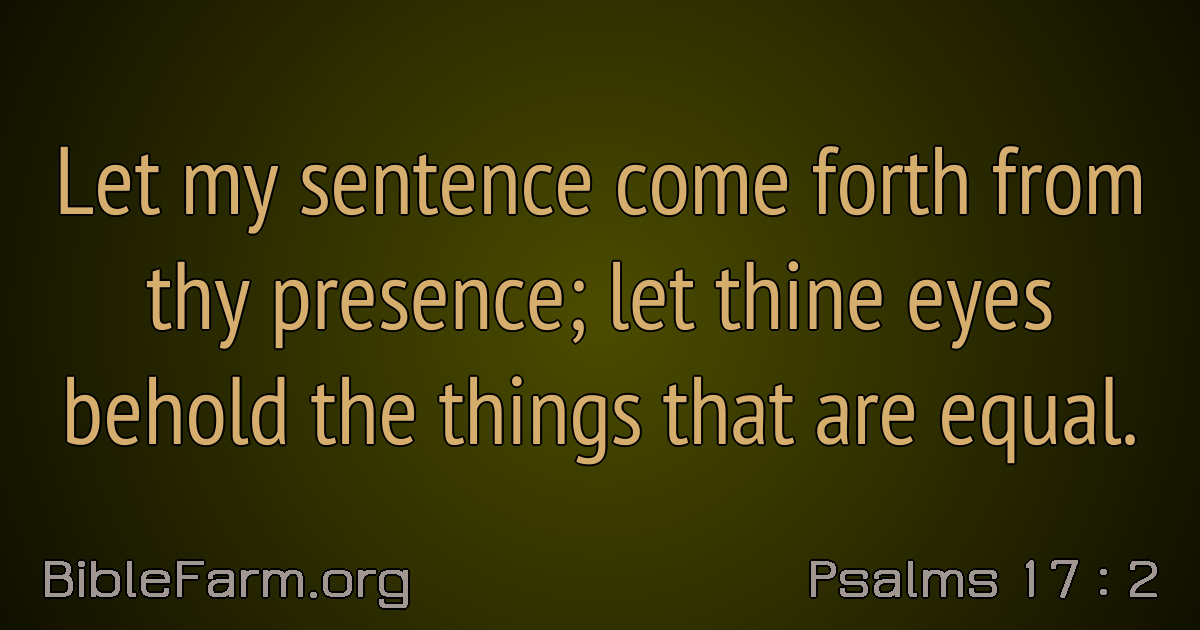 Let my sentence come forth from
thy presence; let thine eyes
behold the things that are equal.
BibleFarm.org
Psalms 17 : 2